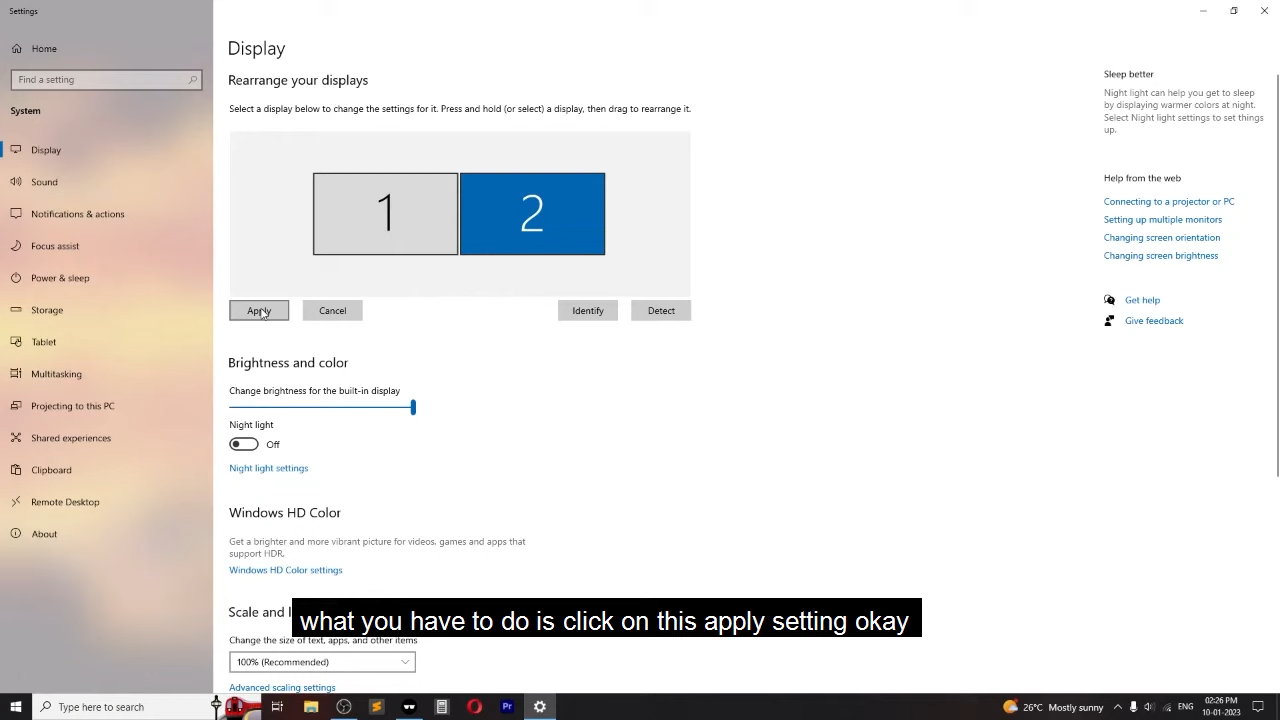 Settings
Home
Find a setting
System
Display
Sound
Notifications & actions
Focus assist
Power & sleep
Storage
Tablet
Multitasking
Projecting to this PC
Shared experiences
Clipboard
Remote Desktop
About
Display
Rearrange your displays
Select a display below to change the settings for it. Press and hold (or select) a display, then drag to rearrange it.
1
2
Apply
Cancel
Identify
Detect
Brightness and color
Change brightness for the built-in display
Night light
Off
Night light settings
Windows HD Color
Get a brighter and more vibrant picture for videos, games and apps that
support HDR.
Windows HD Color settings
Scale and l
what you have to do is click on this apply setting okay
Change the size of text, apps, and other items
100% (Recommended)
Advanced scaling settings
Sleep better
Night light can help you get to sleep
by displaying warmer colors at night.
Select Night light settings to set things
up.
Help from the web
Connecting to a projector or PC
Setting up multiple monitors
Changing screen orientation
Changing screen brightness
Get help
Give feedback
Type here to search
Pr
26°C Mostly sunny
ENG
02:26 PM
10-01-2023